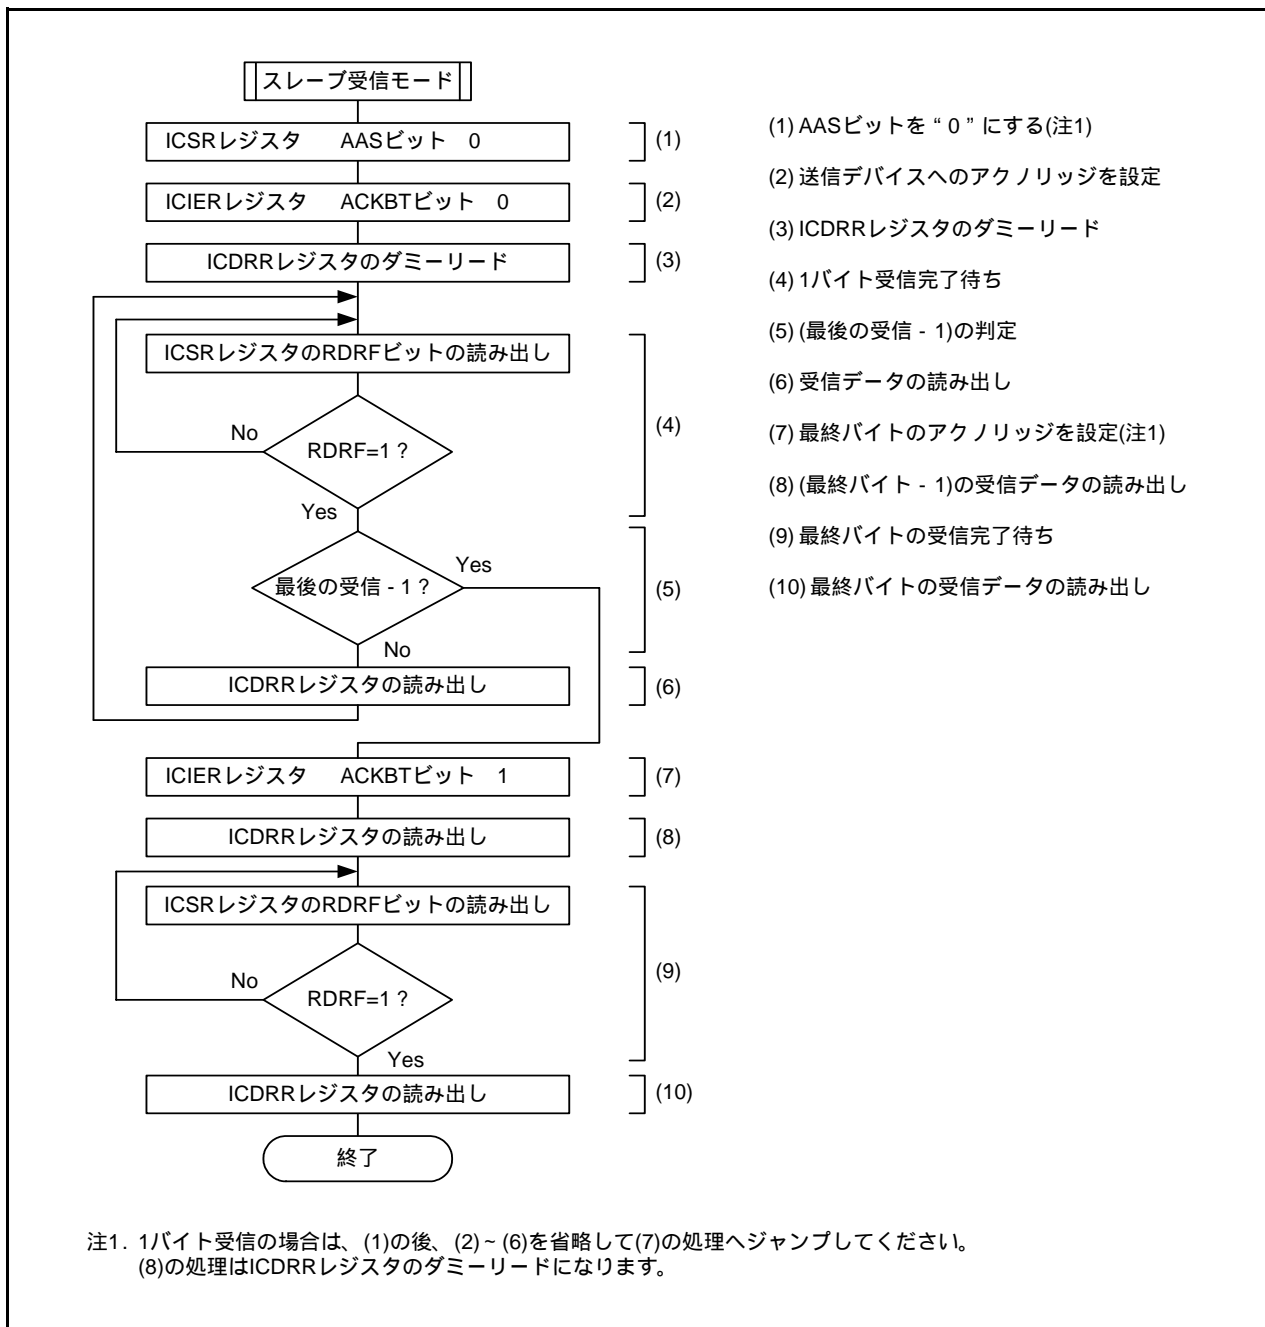 スレーブ受信モード
ICSRレジスタ AASビット 0
(1)
ICIERレジスタ ACKBTビット 0
(2)
ICDRRレジスタのダミーリード
(3)
ICSRレジスタのRDRFビットの読み出し
(4)
No
RDRF=1 ?
Yes
最後の受信 - 1 ?
Yes
(5)
No
ICDRRレジスタの読み出し
(6)
ICIERレジスタ ACKBTビット 1
(7)
ICDRRレジスタの読み出し
(8)
ICSRレジスタのRDRFビットの読み出し
(9)
No
RDRF=1 ?
Yes
ICDRRレジスタの読み出し
(10)
終了
(1) AASビットを “ 0 ” にする(注1)
(2) 送信デバイスへのアクノリッジを設定
(3) ICDRRレジスタのダミーリード
(4) 1バイト受信完了待ち
(5) (最後の受信 - 1)の判定
(6) 受信データの読み出し
(7) 最終バイトのアクノリッジを設定(注1)
(8) (最終バイト - 1)の受信データの読み出し
(9) 最終バイトの受信完了待ち
(10) 最終バイトの受信データの読み出し
注1. 1バイト受信の場合は、(1)の後、(2) ~ (6)を省略して(7)の処理へジャンプしてください。
(8)の処理はICDRRレジスタのダミーリードになります。